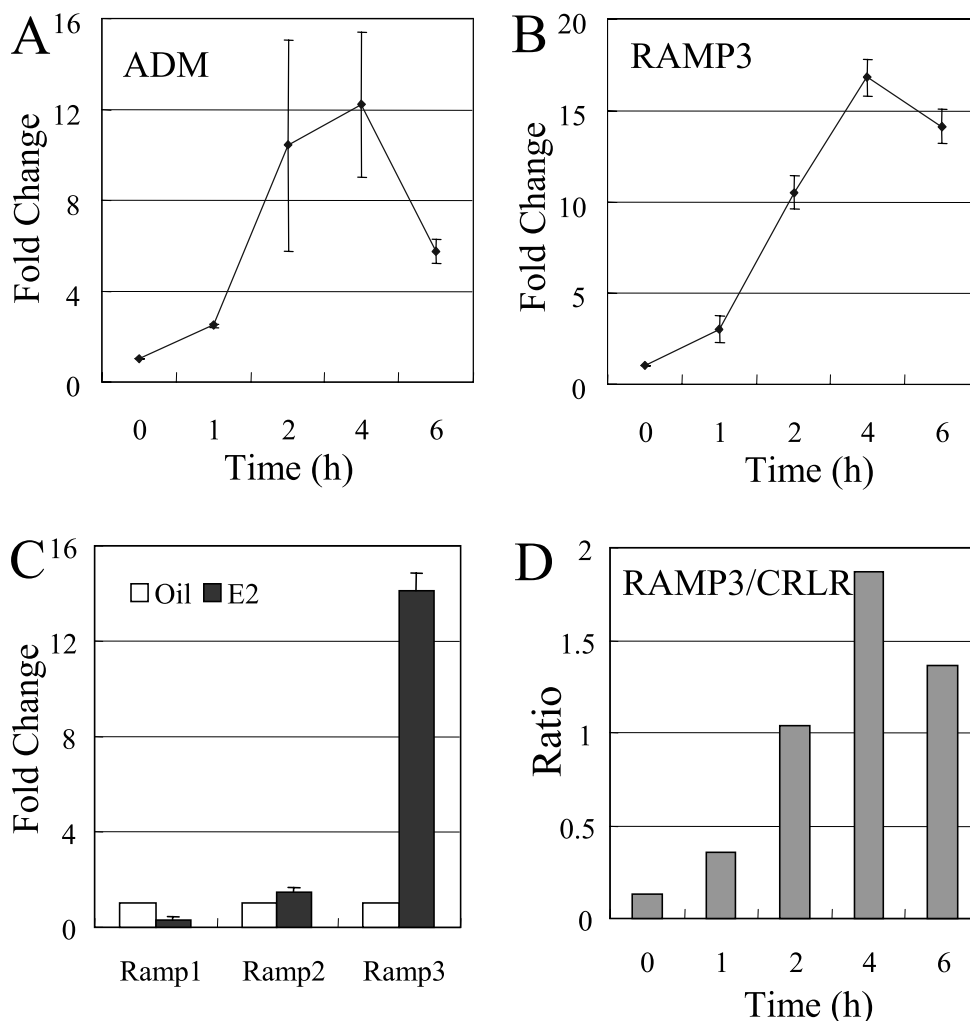 A
ADM
Fold Change
16
12
8
4
0
0 1 2 4 6
Time (h)
B
RAMP3
Fold Change
20
15
10
5
0
0 1 2 4 6
Time (h)
C
Oil E2
Fold Change
16
12
8
4
0
Ramp1 Ramp2 Ramp3
D
RAMP3/CRLR
Ratio
2
1.5
1
0.5
0
0 1 2 4 6
Time (h)